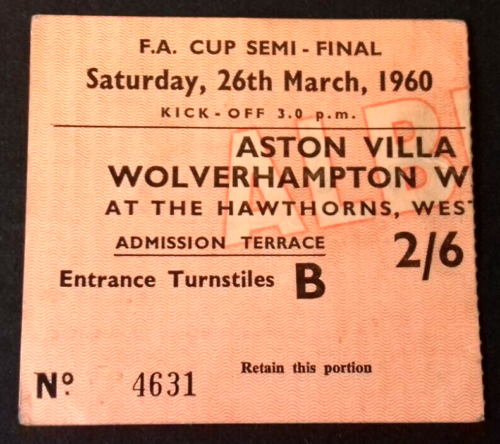 F.A. CUP SEMI-FINAL
Saturday, 26th March, 1960
KICK-OFF 3.0 p.m.
ASTON VILLA
WOLVERHAMPTON W
AT THE HAWTHORNS, WEST
ADMISSION TERRACE 2/6
Entrance Turnstiles B
Retain this portion
Nº 4631
ALB